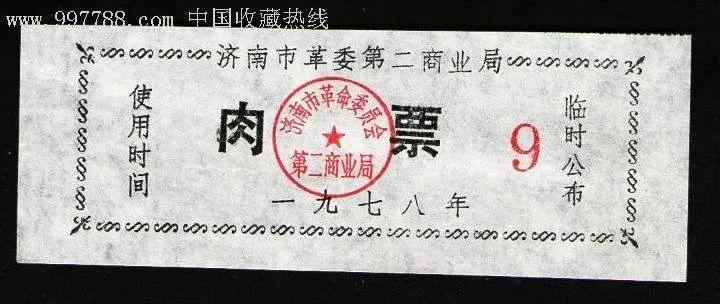 www.997788.com 中国收藏热线
济南市革委第二商业局
使用时间
肉票
济南市革命委员会
第二商业局
9
临时公布
一九七八年